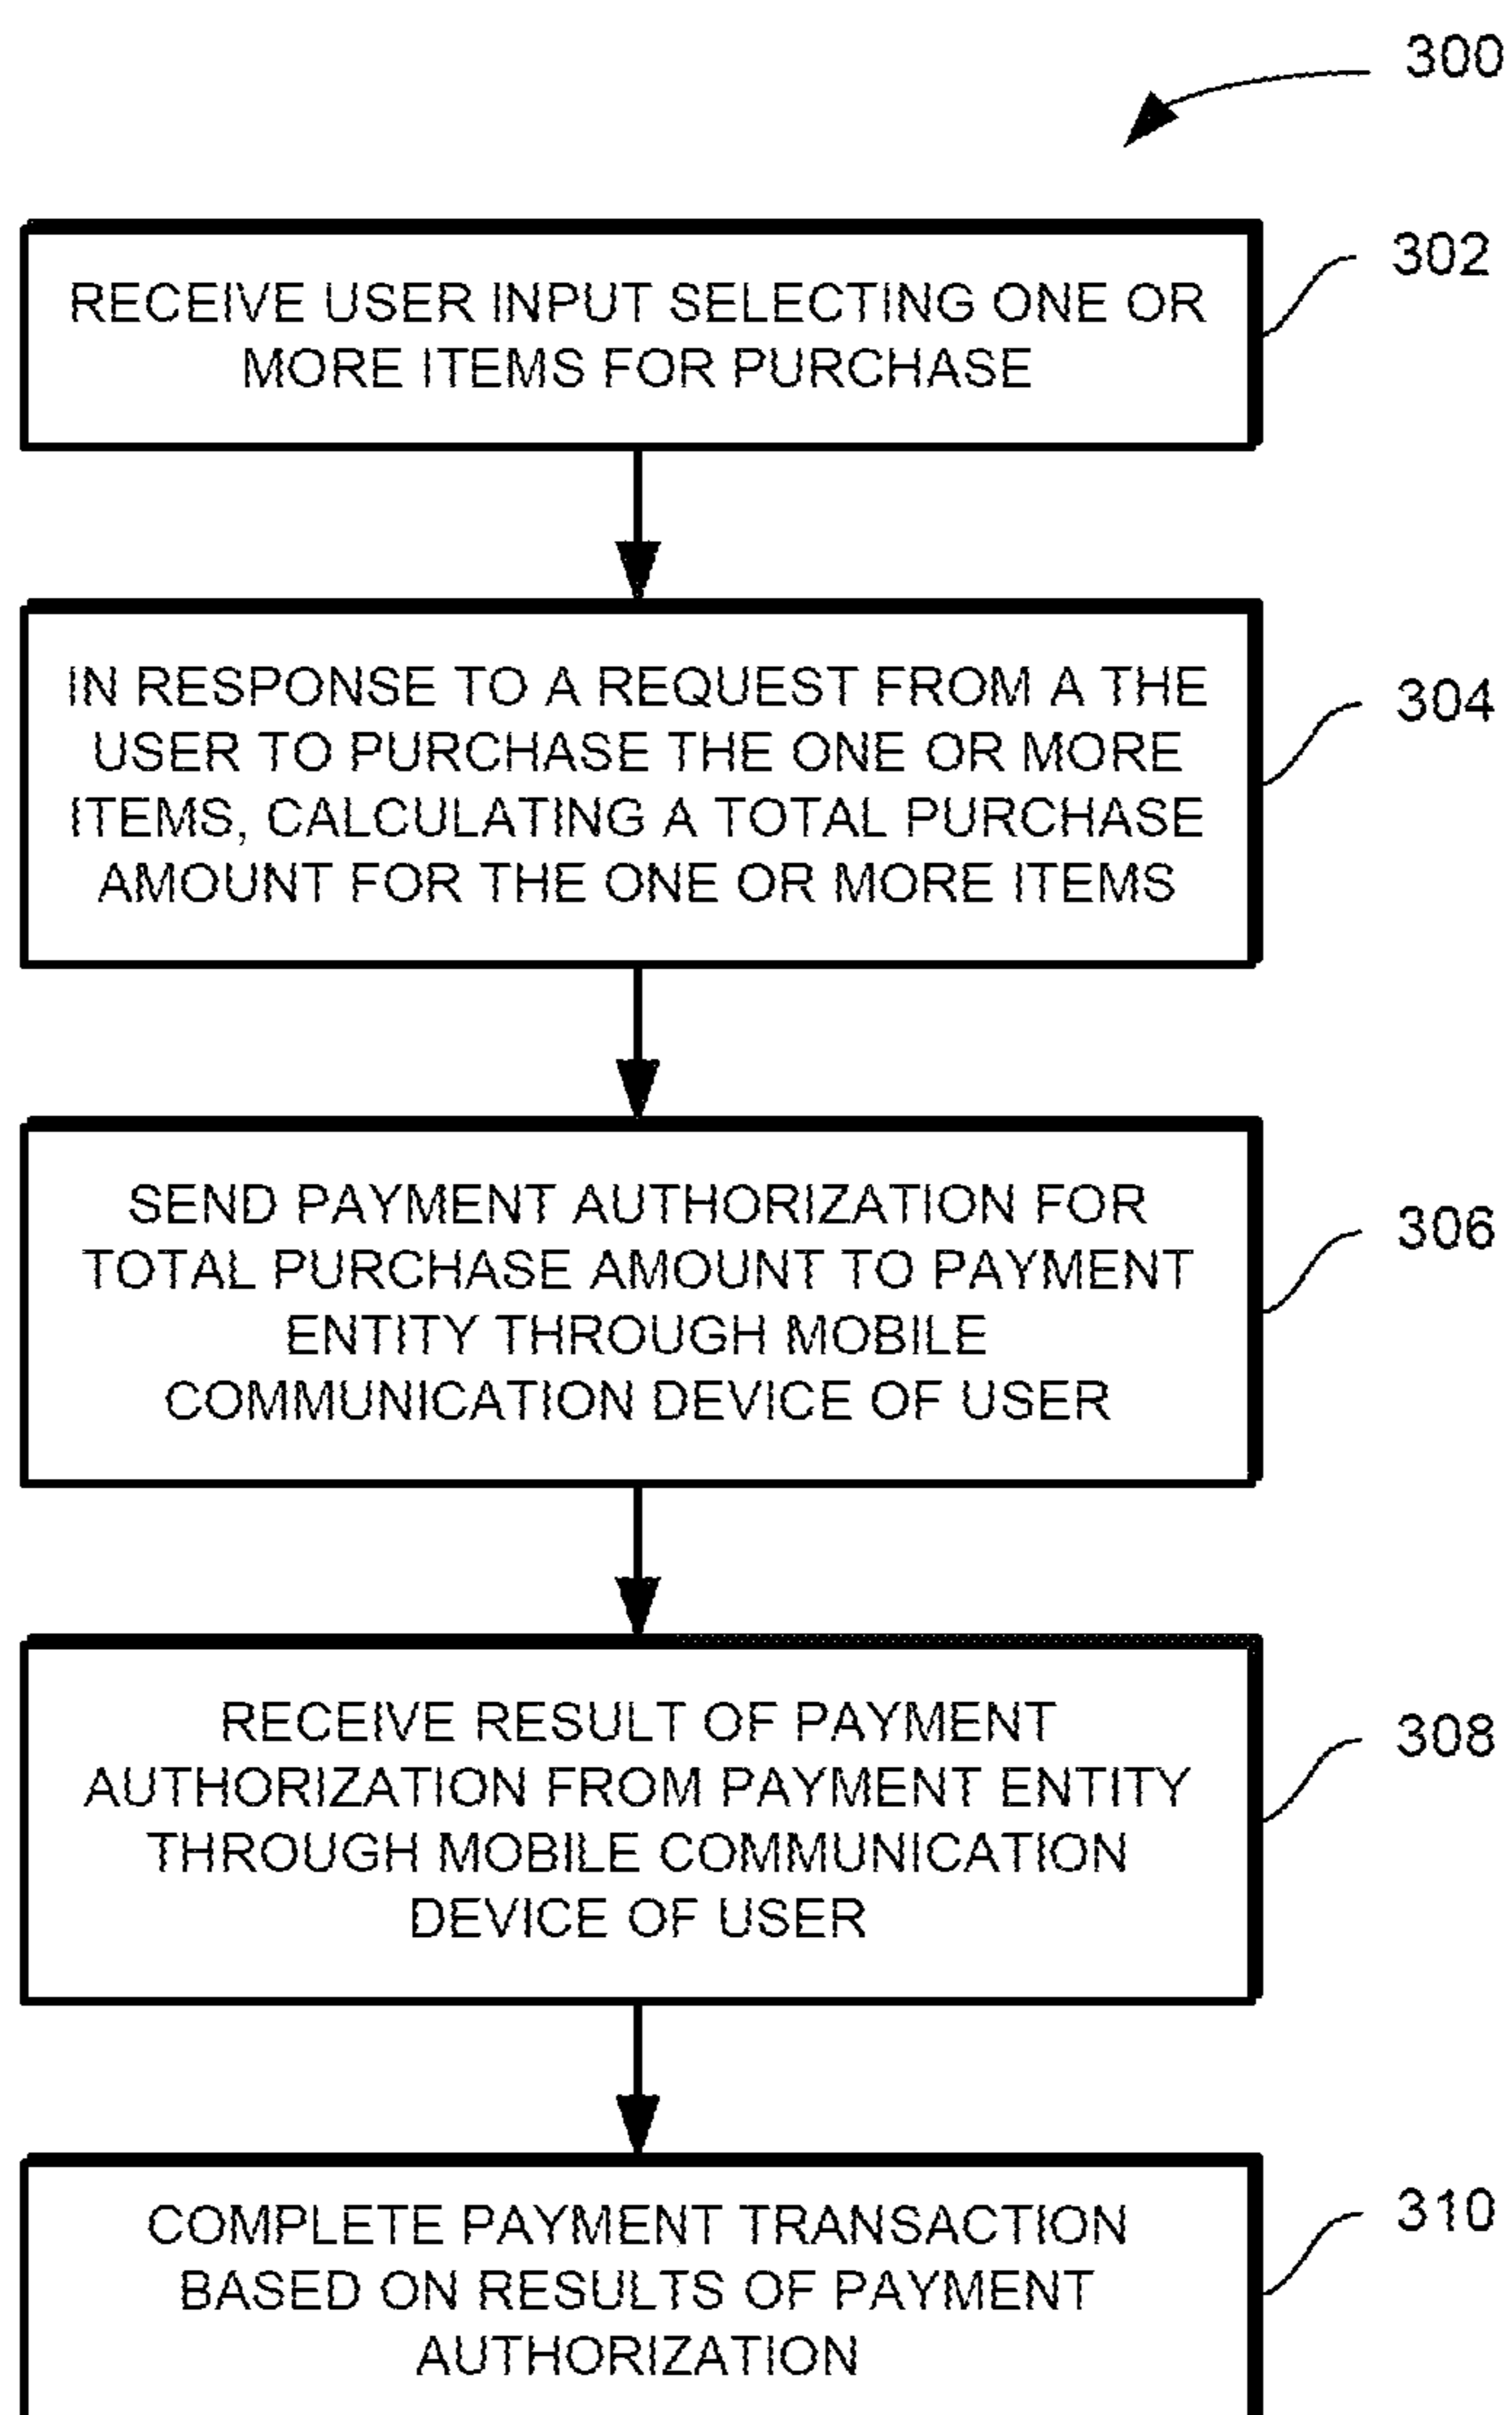 300
RECEIVE USER INPUT SELECTING ONE OR
MORE ITEMS FOR PURCHASE
302
IN RESPONSE TO A REQUEST FROM A THE
USER TO PURCHASE THE ONE OR MORE
ITEMS, CALCULATING A TOTAL PURCHASE
AMOUNT FOR THE ONE OR MORE ITEMS
304
SEND PAYMENT AUTHORIZATION FOR
TOTAL PURCHASE AMOUNT TO PAYMENT
ENTITY THROUGH MOBILE
COMMUNICATION DEVICE OF USER
306
RECEIVE RESULT OF PAYMENT
AUTHORIZATION FROM PAYMENT ENTITY
THROUGH MOBILE COMMUNICATION
DEVICE OF USER
308
COMPLETE PAYMENT TRANSACTION
BASED ON RESULTS OF PAYMENT
AUTHORIZATION
310